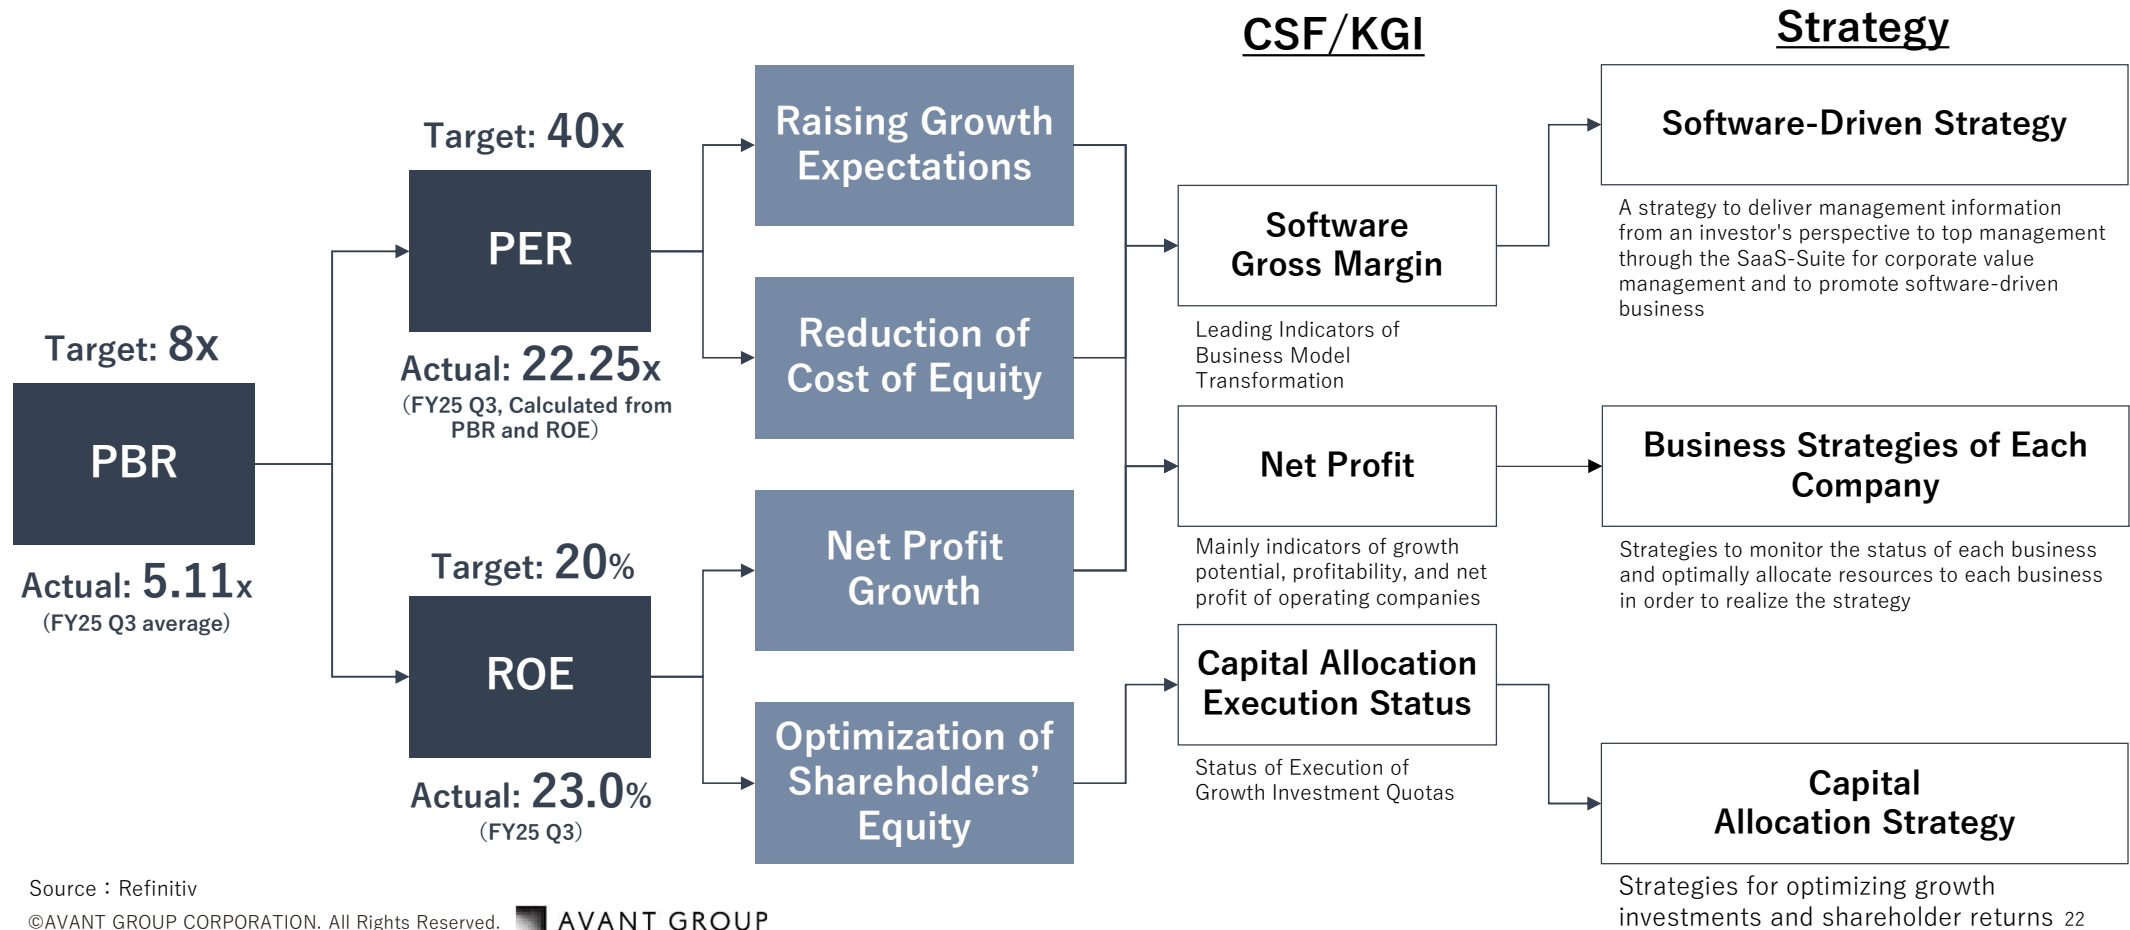 CSF/KGI
Strategy
Target: 8x
PBR
Actual: 5.11x
(FY25 Q3 average)
Target: 40x
PER
Actual: 22.25x
(FY25 Q3, Calculated from
PBR and ROE)
Target: 20%
ROE
Actual: 23.0%
(FY25 Q3)
Raising Growth
Expectations
Reduction of
Cost of Equity
Net Profit
Growth
Optimization of
Shareholders’
Equity
Software
Gross Margin
Leading Indicators of
Business Model
Transformation
Net Profit
Mainly indicators of growth
potential, profitability, and net
profit of operating companies
Capital Allocation
Execution Status
Status of Execution of
Growth Investment Quotas
Software-Driven Strategy
A strategy to deliver management information
from an investor's perspective to top management
through the SaaS-Suite for corporate value
management and to promote software-driven
business
Business Strategies of Each
Company
Strategies to monitor the status of each business
and optimally allocate resources to each business
in order to realize the strategy
Capital
Allocation Strategy
Strategies for optimizing growth
investments and shareholder returns
22
Source：Refinitiv
©AVANT GROUP CORPORATION. All Rights Reserved.
AVANT GROUP